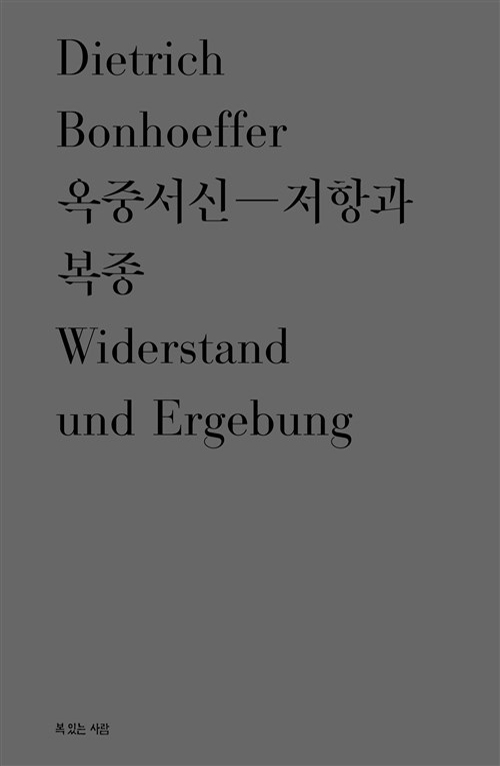 Dietrich
Bonhoeffer
옥중서신—저항과
복종
Widerstand
und Ergebung
복 있는 사람